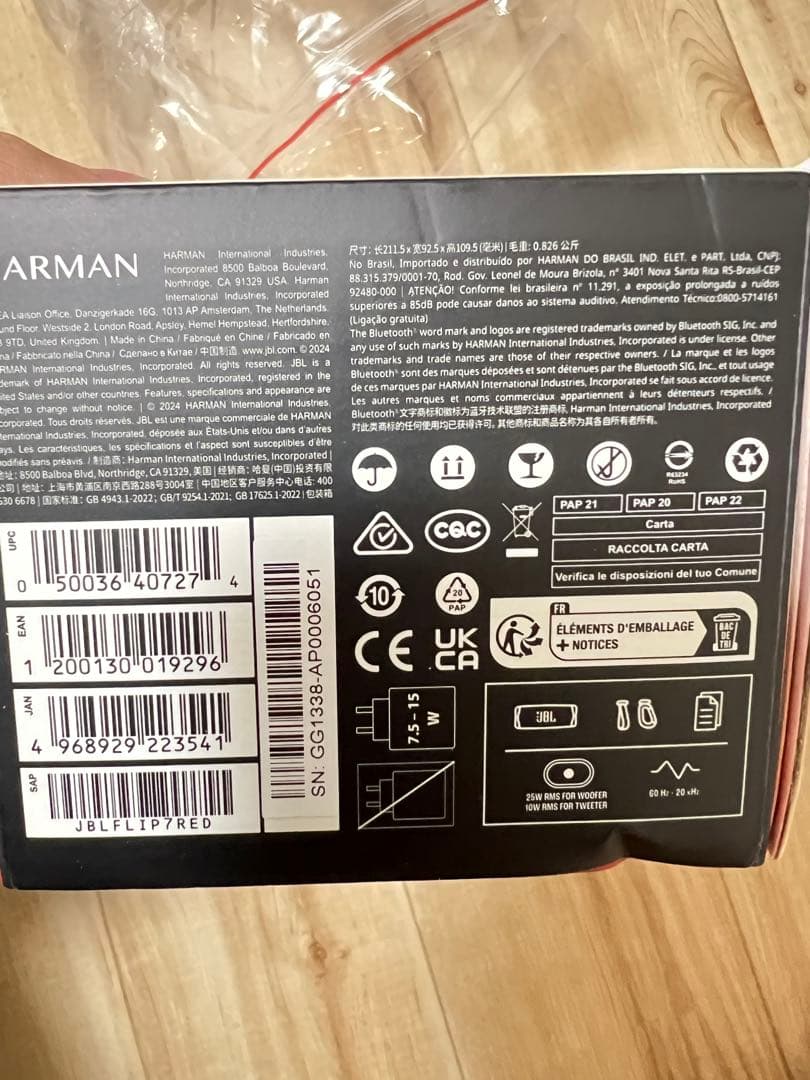 ARMAN
HARMAN International Industries,
Incorporated 8500 Balboa Boulevard,
Northridge, CA 91329 USA. Harman
International Industries, Incorporated
EA Liaison Office, Danzigerkade 16G, 1013 AP Amsterdam, The Netherlands.
und Floor, Westside 2, London Road, Apsley, Hemel Hempstead, Hertfordshire,
9TD, United Kingdom. | Made in China / Fabriqué en Chine / Fabricado en
na / Fabbricato nella China / Сделано в Китае / 中国制造 www.jbl.com. © 2024
RMAN International Industries, Incorporated. All rights reserved. JBL is a
demark of HARMAN International Industries, Incorporated, registered in the
ited States and/or other countries. Features, specifications and appearance are
bject to change without notice. | © 2024 HARMAN International Industries,
corporated. Tous droits réservés. JBL est une marque commerciale de HARMAN
ternational Industries, Incorporated, déposée aux États-Unis et/ou dans d'autres
ays. Les caractéristiques, les spécifications et l'aspect sont susceptibles d'être
odifiés sans préavis / 制造商: Harman International Industries, Incorporated |
地址: 8500 Balboa Blvd, Northridge, CA 91329, 美国 | 经销商: 哈曼(中国)投资有限
公司 | 地址: 上海市黄浦区南京西路288号3004室 | 中国地区客户服务中心电话: 400
630 6678 | 国家标准: GB 4943.1-2022; GB/T 9254.1-2021; GB 17625.1-2022 | 包装箱
尺寸: 长211.5 x 宽92.5 x 高109.5 (毫米) | 毛重: 0.826 公斤
No Brasil, Importado e distribuído por HARMAN DO BRASIL IND. ELET. e PART. Ltda, CNPJ:
88.315.379/0001-70, Rod. Gov. Leonel de Moura Brizola, n° 3401 Nova Santa Rita RS-Brasil-CEP
92480-000 | ATENÇÃO! Conforme lei brasileira n° 11.291, a exposição prolongada a ruídos
superiores a 85dB pode causar danos ao sistema auditivo. Atendimento Técnico:0800-5714161
(Ligação gratuita)
The Bluetooth® word mark and logos are registered trademarks owned by Bluetooth SIG, Inc. and
any use of such marks by HARMAN International Industries, Incorporated is under license. Other
trademarks and trade names are those of their respective owners. / La marque et les logos
Bluetooth® sont des marques déposées et sont détenues par the Bluetooth SIG, Inc., et tout usage
de ces marques par HARMAN International Industries, Incorporated se fait sous accord de licence.
Les autres marques et noms commerciaux appartiennent à leurs détenteurs respectifs. /
Bluetooth®文字商标和徽标为蓝牙技术联盟的注册商标, Harman International Industries, Incorporated
对此类商标的任何使用均已获得许可, 其他商标和商品名称为其各自所有者所有。
R63234
RoHS
PAP 21
PAP 20
PAP 22
Carta
RACCOLTA CARTA
Verifica le disposizioni del tuo Comune
CQC
10
20
PAP
CE
UK
CA
FR
ÉLÉMENTS D'EMBALLAGE
+ NOTICES
BAC
DE
TRI
7.5 – 15
W
JBL
25W RMS FOR WOOFER
10W RMS FOR TWEETER
60 Hz - 20 kHz
UPC
0 50036 40727 4
EAN
1 200130 019296
JAN
4 968929 223541
SAP
JBLFLIP7RED
SN: GG1338-AP0006051